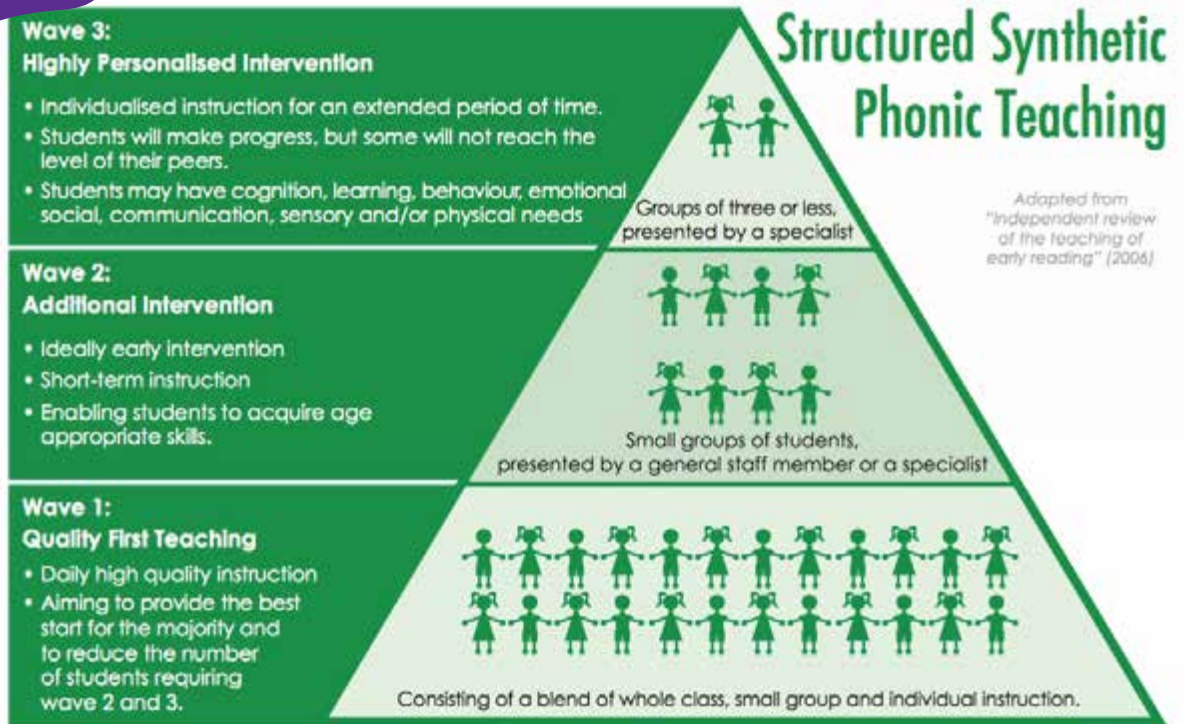 Structured Synthetic
Phonic Teaching
Adapted from
"Independent review
of the teaching of
early reading" (2006)
Wave 3:
Highly Personalised Intervention
• Individualised instruction for an extended period of time.
• Students will make progress, but some will not reach the
level of their peers.
• Students may have cognition, learning, behaviour, emotional
social, communication, sensory and/or physical needs
Groups of three or less,
presented by a specialist
Wave 2:
Additional Intervention
• Ideally early intervention
• Short-term instruction
• Enabling students to acquire age
appropriate skills.
Small groups of students,
presented by a general staff member or a specialist
Wave 1:
Quality First Teaching
• Daily high quality instruction
• Aiming to provide the best
start for the majority and
to reduce the number
of students requiring
wave 2 and 3.
Consisting of a blend of whole class, small group and individual instruction.